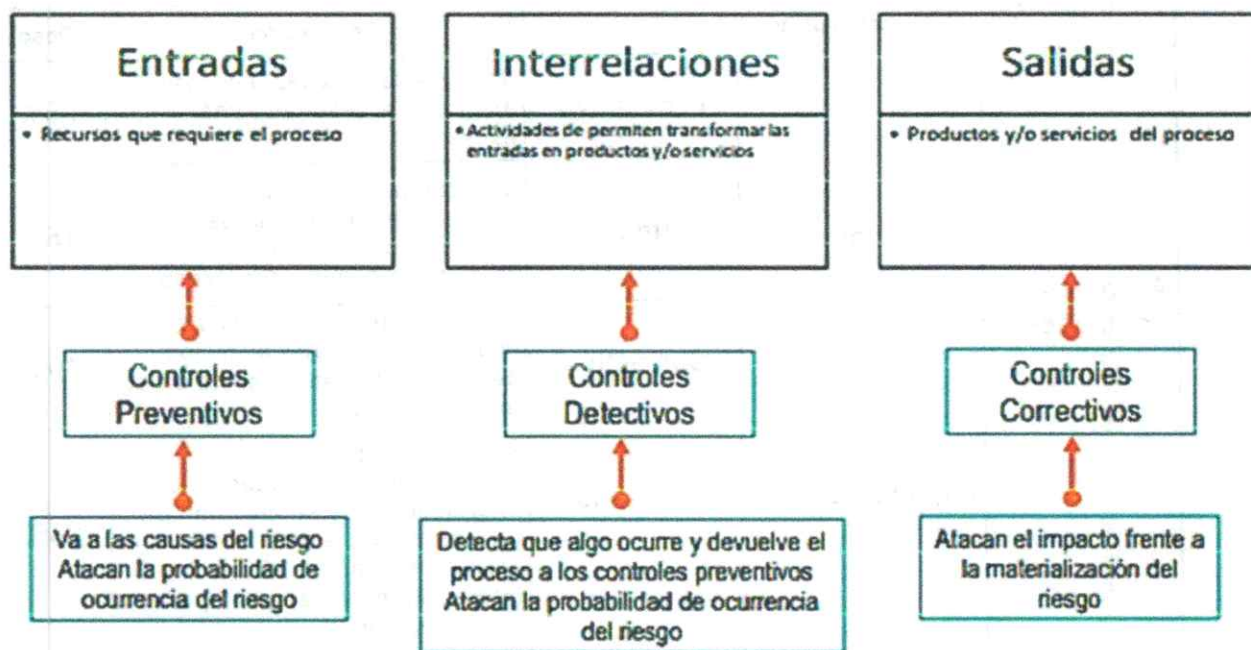 Entradas
• Recursos que requiere el proceso
Interrelaciones
• Actividades de permiten transformar las
entradas en productos y/o servicios
Salidas
• Productos y/o servicios del proceso
Controles
Preventivos
Controles
Detectivos
Controles
Correctivos
Va a las causas del riesgo
Atacan la probabilidad de
ocurrencia del riesgo
Detecta que algo ocurre y devuelve el
proceso a los controles preventivos
Atacan la probabilidad de ocurrencia
del riesgo
Atacan el impacto frente a
la materialización del
riesgo